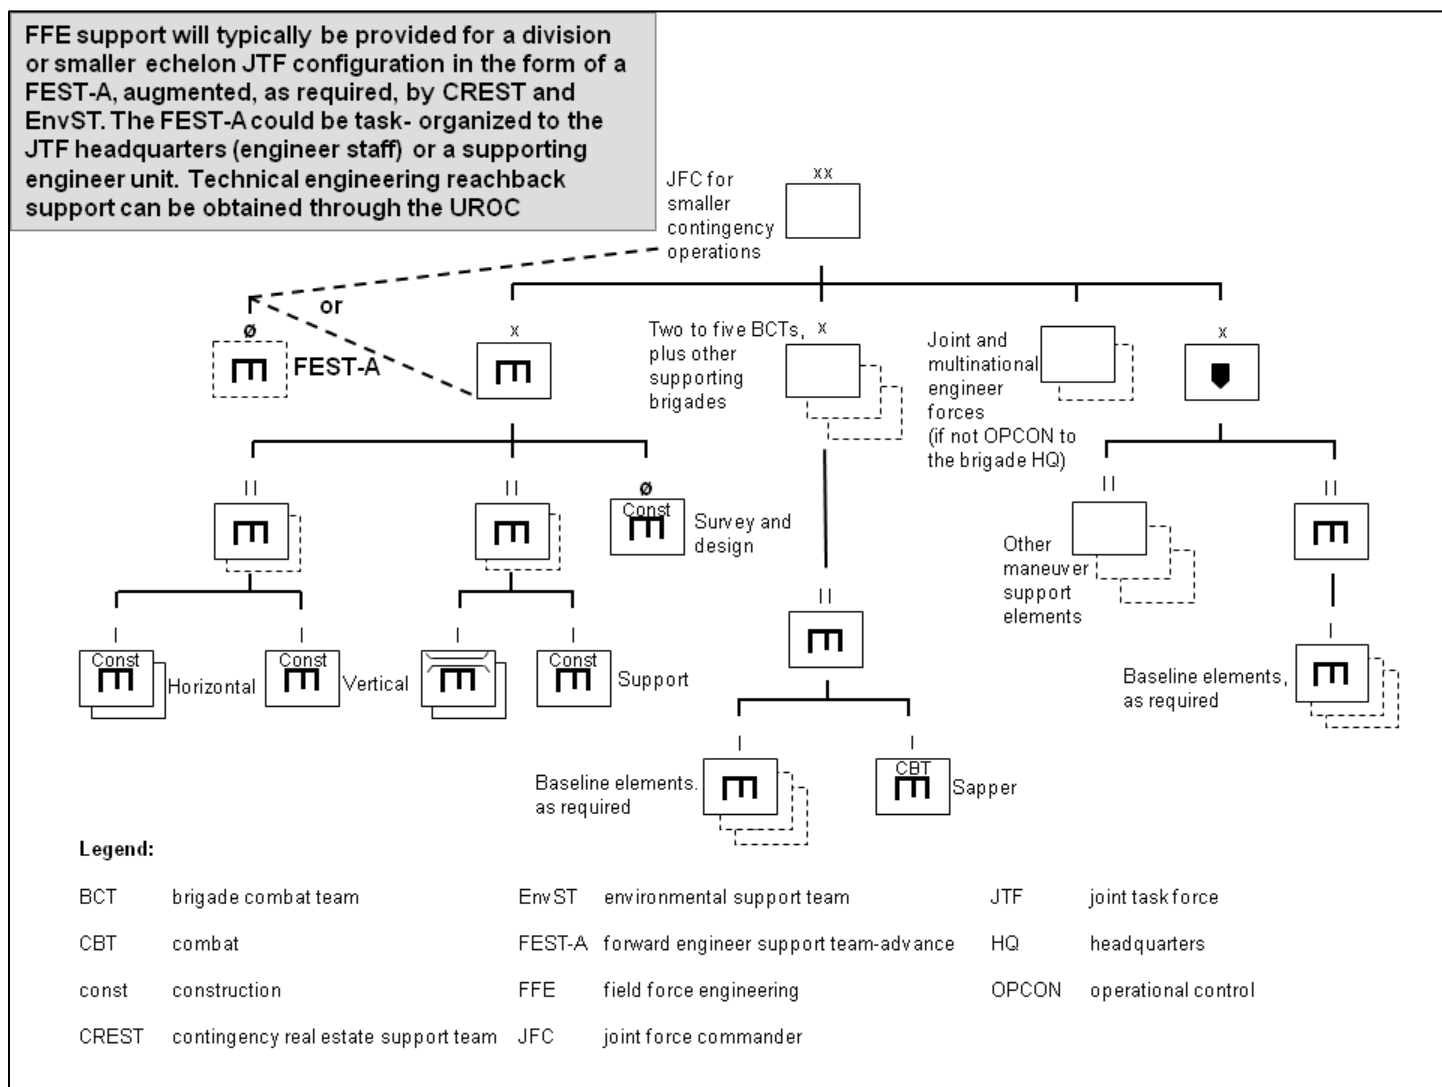 FFE support will typically be provided for a division
or smaller echelon JTF configuration in the form of a
FEST-A, augmented, as required, by CREST and
EnvST. The FEST-A could be task- organized to the
JTF headquarters (engineer staff) or a supporting
engineer unit. Technical engineering reachback
support can be obtained through the UROC
JFC for
smaller
contingency
operations
XX
or
ø
FEST-A
X
Two to five BCTs,
plus other
supporting
brigades
X
Joint and
multinational
engineer
forces
(if not OPCON to
the brigade HQ)
X
II
II
ø
Const
Survey and
design
II
Other
maneuver
support
elements
II
I
Const
Horizontal
I
Const
Vertical
I
I
Const
Support
II
I
Baseline elements,
as required
I
Baseline elements.
as required
I
CBT
Sapper
Legend:
BCT brigade combat team
CBT combat
const construction
CREST contingency real estate support team
EnvST environmental support team
FEST-A forward engineer support team-advance
FFE field force engineering
JFC joint force commander
JTF joint task force
HQ headquarters
OPCON operational control